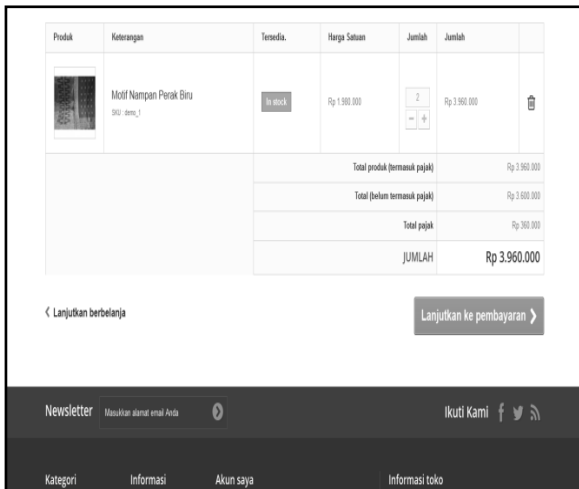 Produk Keterangan Tersedia. Harga Satuan Jumlah Jumlah
Motif Nampan Perak Biru
SKU : demo_1
In stock
Rp 1.980.000
2
Rp 3.960.000
Total produk (termasuk pajak) Rp 3.960.000
Total (belum termasuk pajak) Rp 3.600.000
Total pajak Rp 360.000
JUMLAH Rp 3.960.000
Lanjutkan berbelanja
Lanjutkan ke pembayaran
Newsletter Masukkan alamat email Anda Ikuti Kami
Kategori Informasi Akun saya Informasi toko